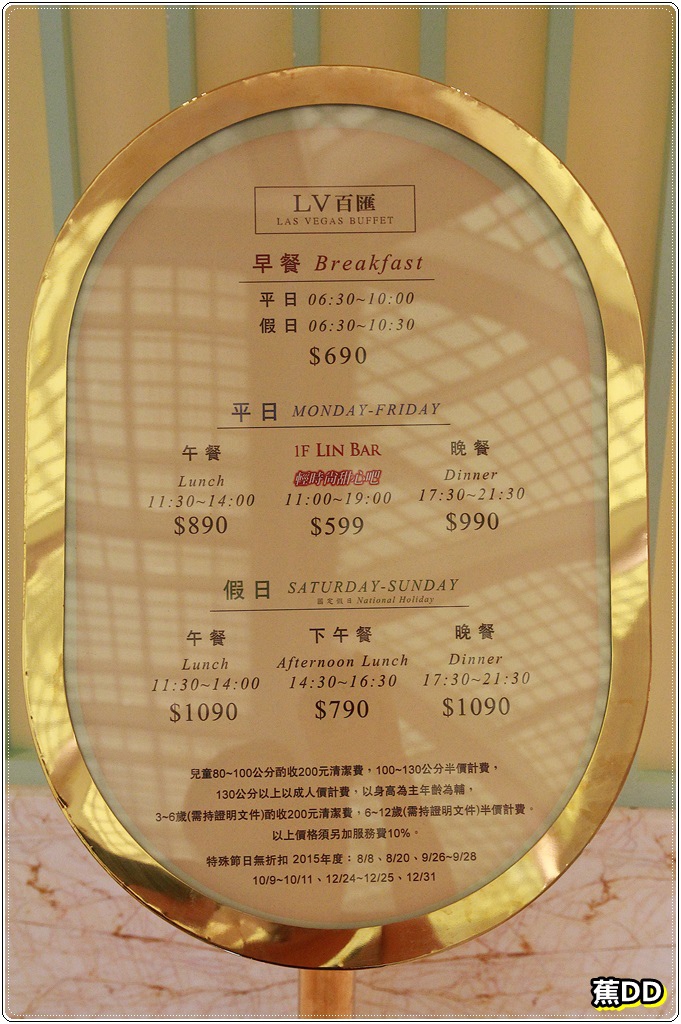 LV百匯
LAS VEGAS BUFFET
早餐 Breakfast
平日 06:30~10:00
假日 06:30~10:30
$690
平日 MONDAY-FRIDAY
午餐
Lunch
11:30~14:00
$890
1F LIN BAR
輕時尚甜心吧
11:00~19:00
$599
晚餐
Dinner
17:30~21:30
$990
假日 SATURDAY-SUNDAY
國定假日 National Holiday
午餐
Lunch
11:30~14:00
$1090
下午餐
Afternoon Lunch
14:30~16:30
$790
晚餐
Dinner
17:30~21:30
$1090
兒童80~100公分酌收200元清潔費，100~130公分半價計費，
130公分以上以成人價計費，以身高為主年齡為輔，
3~6歲(需持證明文件)酌收200元清潔費，6~12歲(需持證明文件)半價計費。
以上價格須另加服務費10%。
特殊節日無折扣 2015年度：8/8、8/20、9/26~9/28
10/9~10/11、12/24~12/25、12/31
蕉DD